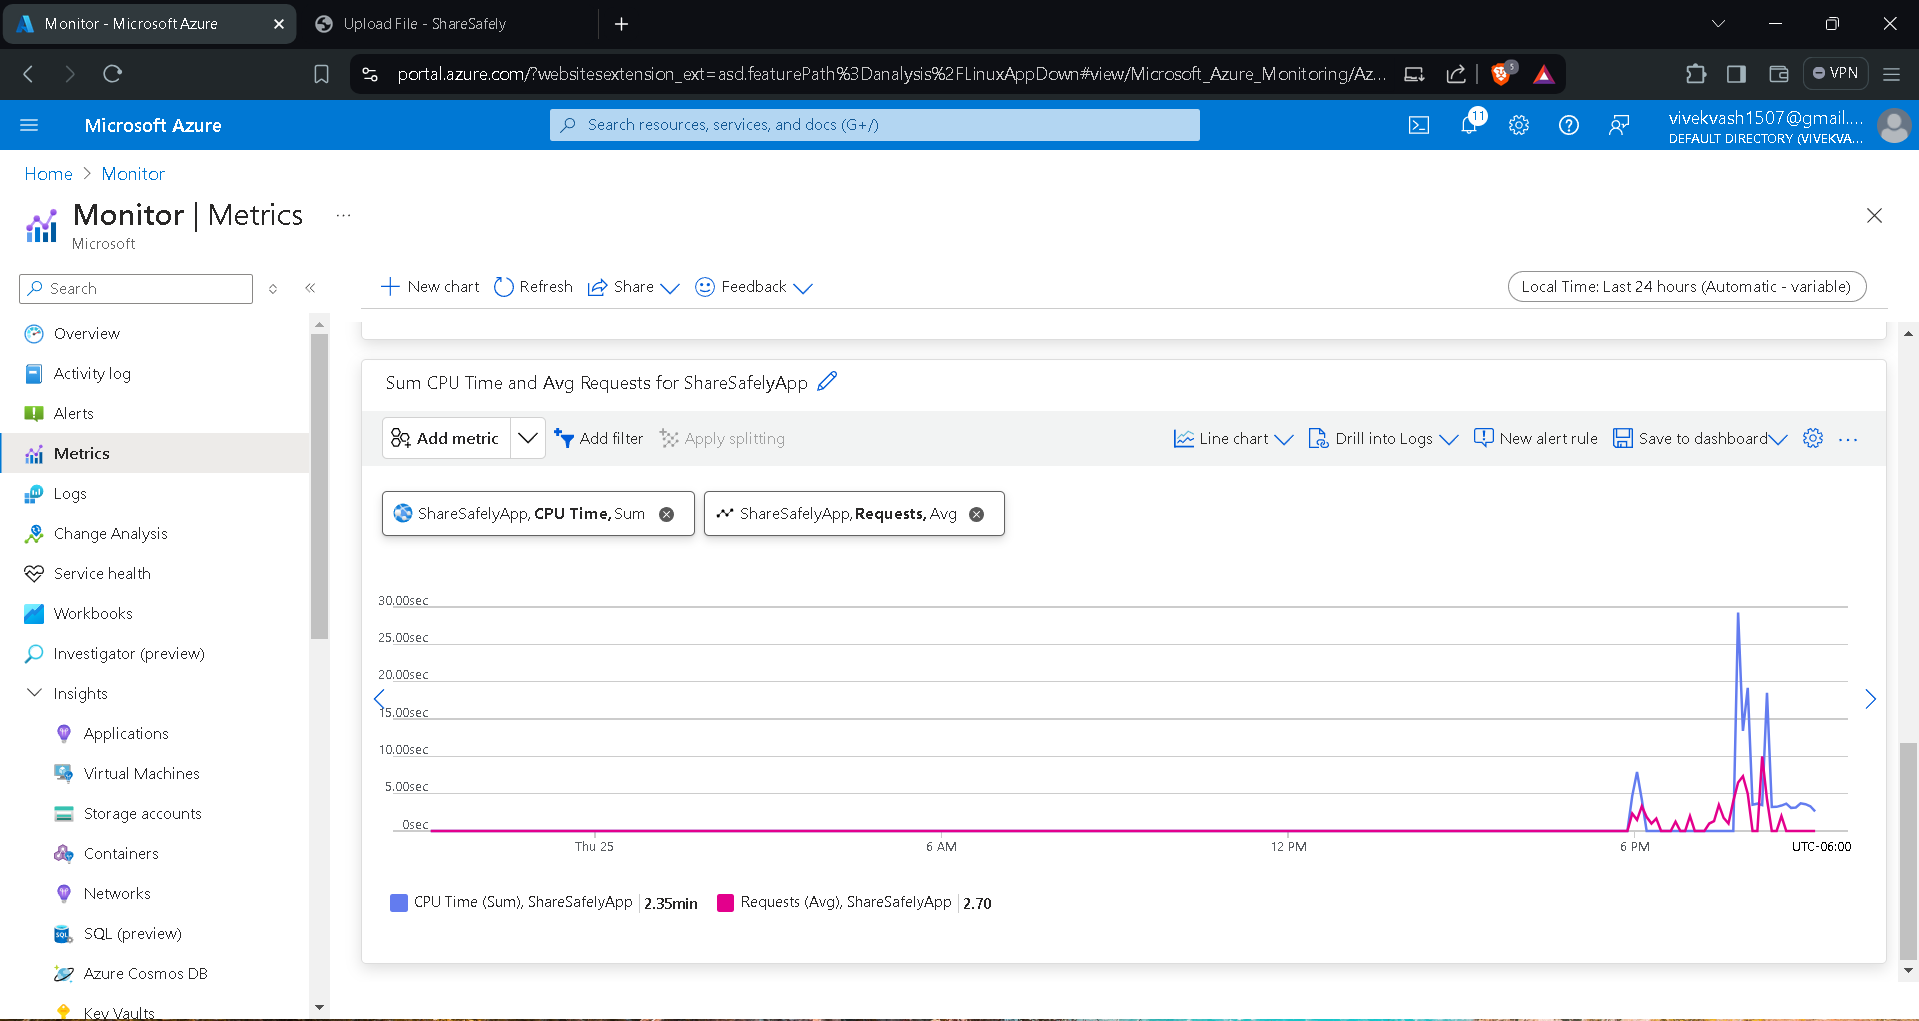 Monitor - Microsoft Azure
Upload File - ShareSafely
portal.azure.com/?websitesextension_ext=asd.featurePath%3Danalysis%2FLinuxAppDown#view/Microsoft_Azure_Monitoring/Az...
5
VPN
Microsoft Azure
Search resources, services, and docs (G+/)
11
vivekvash1507@gmail....
DEFAULT DIRECTORY (VIVEKVA...
Home > Monitor
Monitor | Metrics
...
Microsoft
Search
Overview
Activity log
Alerts
Metrics
Logs
Change Analysis
Service health
Workbooks
Investigator (preview)
Insights
Applications
Virtual Machines
Storage accounts
Containers
Networks
SQL (preview)
Azure Cosmos DB
Key Vaults
New chart
Refresh
Share
Feedback
Local Time: Last 24 hours (Automatic - variable)
Sum CPU Time and Avg Requests for ShareSafelyApp
Add metric
Add filter
Apply splitting
Line chart
Drill into Logs
New alert rule
Save to dashboard
...
ShareSafelyApp, CPU Time, Sum
ShareSafelyApp, Requests, Avg
30.00sec
25.00sec
20.00sec
15.00sec
10.00sec
5.00sec
0sec
Thu 25
6 AM
12 PM
6 PM
UTC-06:00
CPU Time (Sum), ShareSafelyApp | 2.35min
Requests (Avg), ShareSafelyApp | 2.70